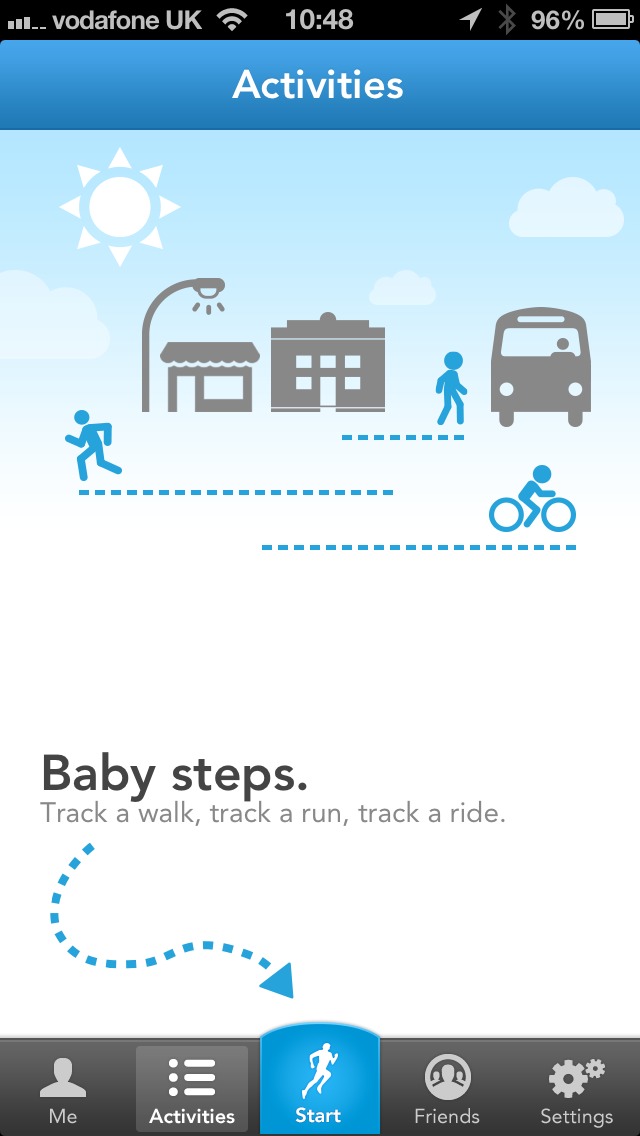 vodafone UK 10:48 96%
Activities
Baby steps.
Track a walk, track a run, track a ride.
Me Activities Start Friends Settings